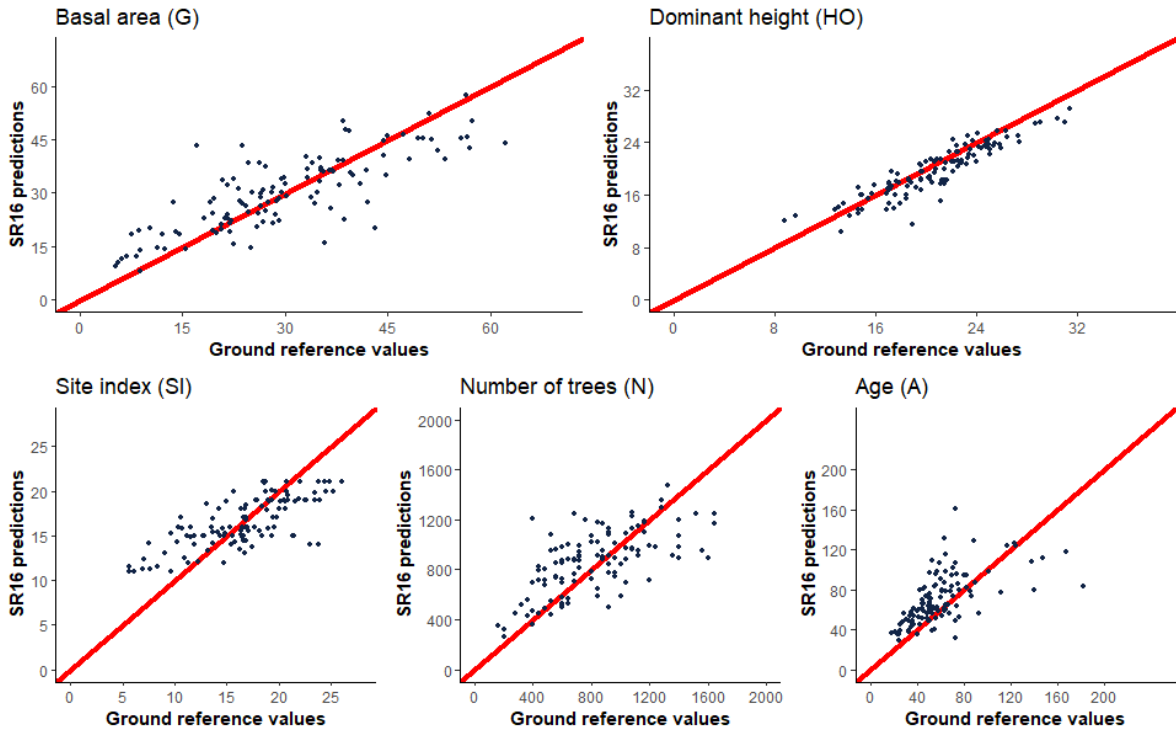 Basal area (G)
SR16 predictions
60
45
30
15
0
0 15 30 45 60
Ground reference values
Dominant height (HO)
SR16 predictions
32
24
16
8
0
0 8 16 24 32
Ground reference values
Site index (SI)
SR16 predictions
25
20
15
10
5
0
0 5 10 15 20 25
Ground reference values
Number of trees (N)
SR16 predictions
2000
1600
1200
800
400
0
0 400 800 1200 1600 2000
Ground reference values
Age (A)
SR16 predictions
200
160
120
80
40
0
0 40 80 120 160 200
Ground reference values